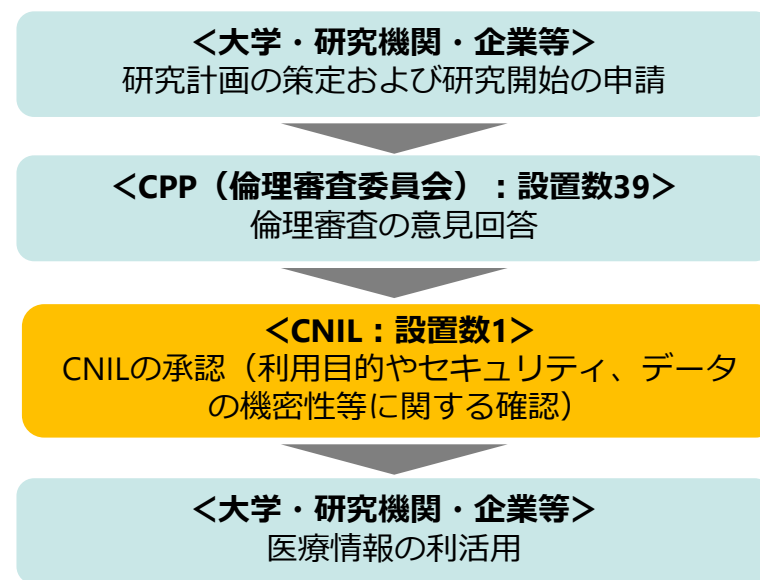 <大学・研究機関・企業等>
研究計画の策定および研究開始の申請
<CPP（倫理審査委員会）：設置数39>
倫理審査の意見回答
<CNIL：設置数1>
CNILの承認（利用目的やセキュリティ、データ
の機密性等に関する確認）
<大学・研究機関・企業等>
医療情報の利活用